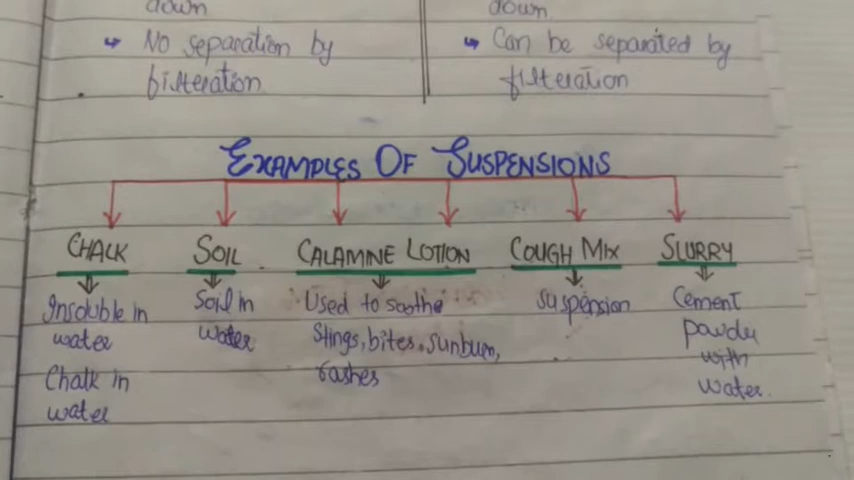 down
↪ No separation by
filteration
down
↪ Can be separated by
filteration
EXAMPLES OF SUSPENSIONS
CHALK
Insoluble in
water
Chalk in
water
SOIL
Soil in
water
CALAMINE LOTION
Used to soothe
Stings, bites, sunburn,
rashes
COUGH MIX
suspension
SLURRY
Cement
powder
with
water.